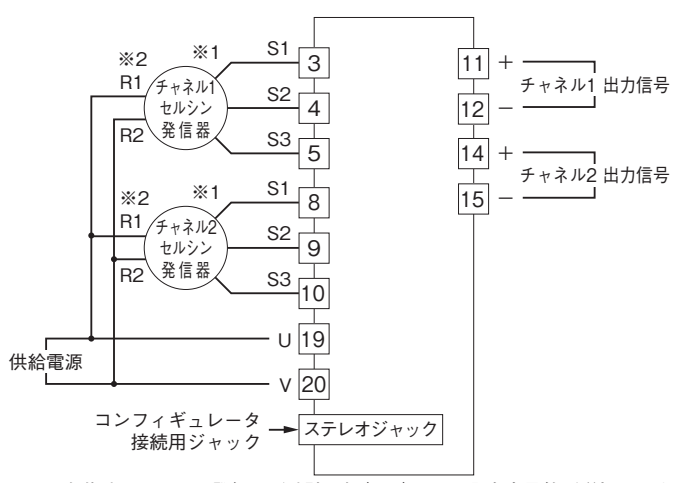 ※2 ※1 S1 3
R1 チャネル1 セルシン 発信器
S2 4
R2 S3 5
11 +
チャネル1 出力信号
12 −
14 +
チャネル2 出力信号
15 −
※2 ※1 S1 8
R1 チャネル2 セルシン 発信器
S2 9
R2 S3 10
U 19
供給電源
V 20
コンフィギュレータ
接続用ジャック
ステレオジャック